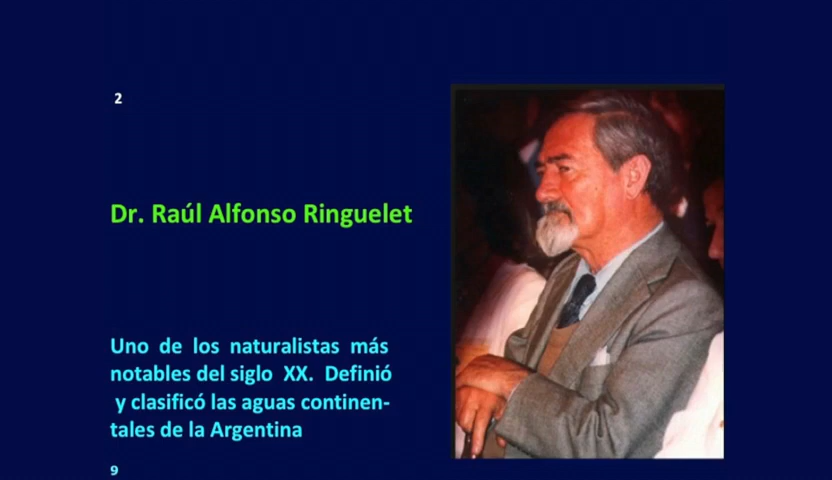 2
Dr. Raúl Alfonso Ringuelet
Uno de los naturalistas más
notables del siglo XX. Definió
y clasificó las aguas continen-
tales de la Argentina
9